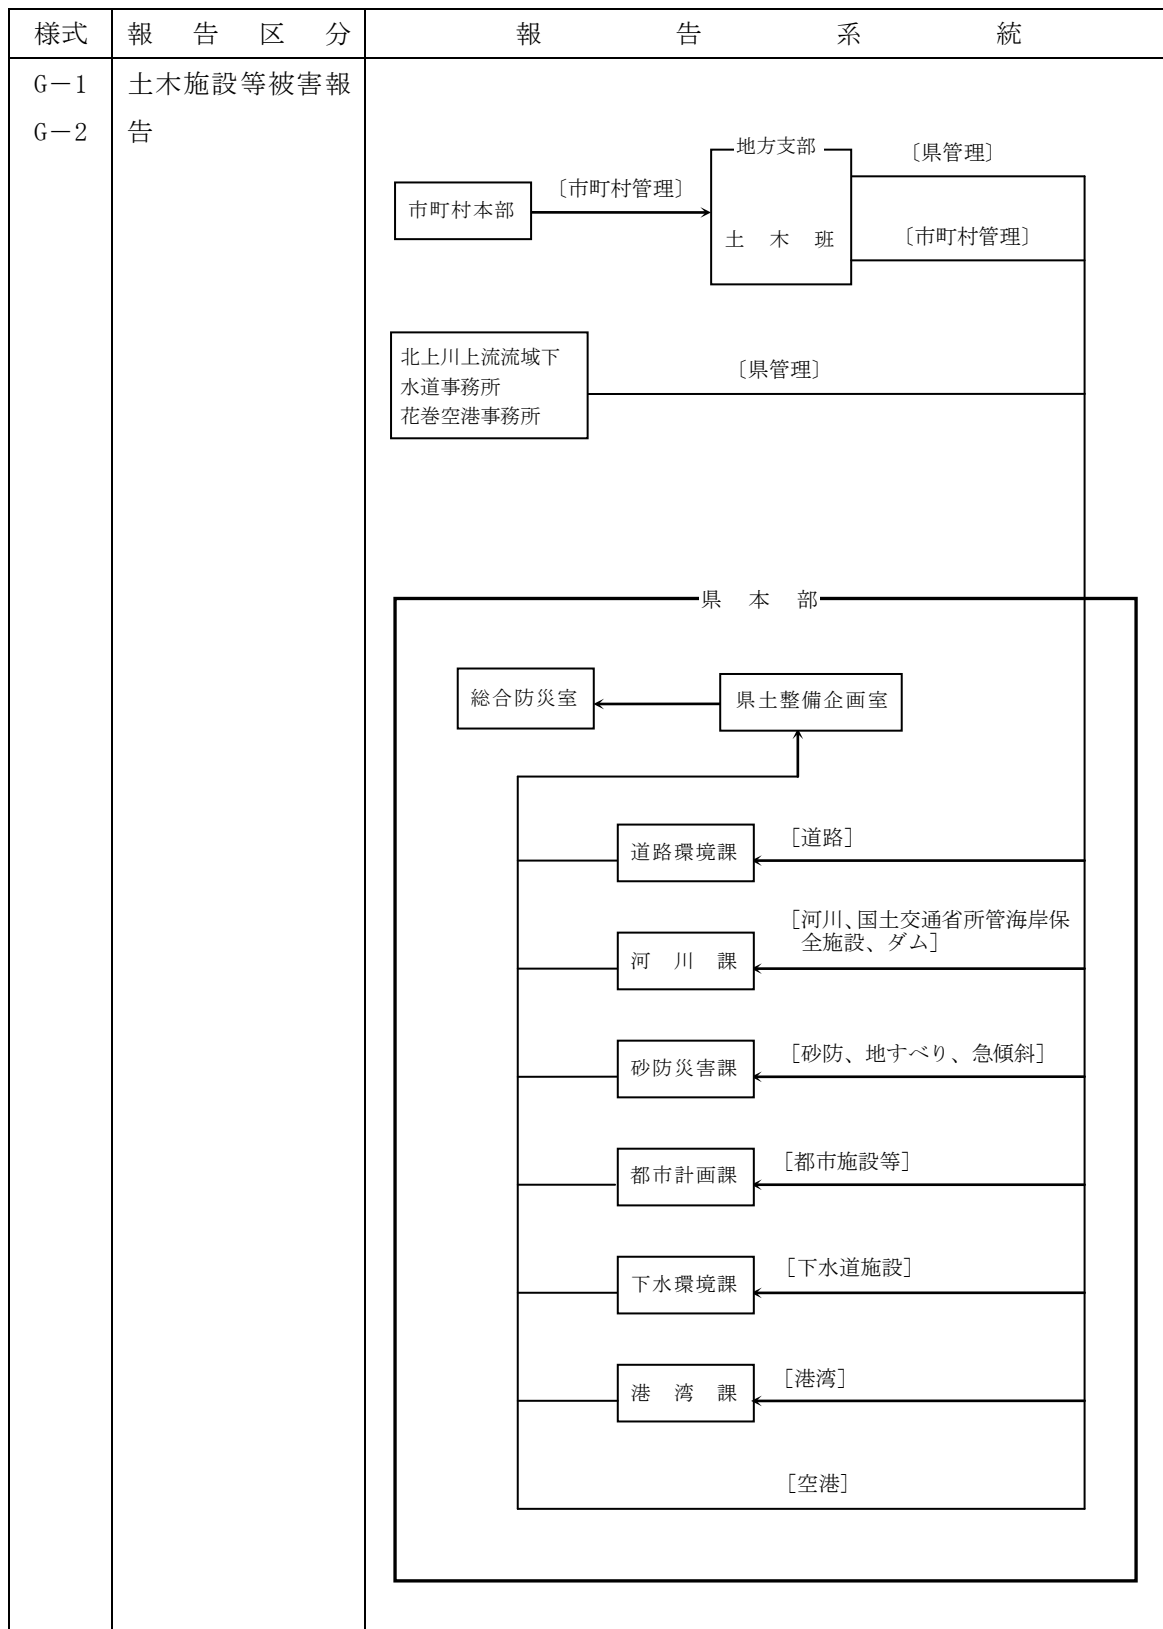 様式 報告区分 報告系統
G－1 土木施設等被害報
G－2 告
地方支部
〔県管理〕
〔市町村管理〕
市町村本部
土木班
〔市町村管理〕
北上川上流流域下
水道事務所
花巻空港事務所
〔県管理〕
県本部
総合防災室
県土整備企画室
道路環境課
［道路］
［河川、国土交通省所管海岸保
全施設、ダム］
河川課
［砂防、地すべり、急傾斜］
砂防災害課
［都市施設等］
都市計画課
［下水道施設］
下水環境課
［港湾］
港湾課
［空港］